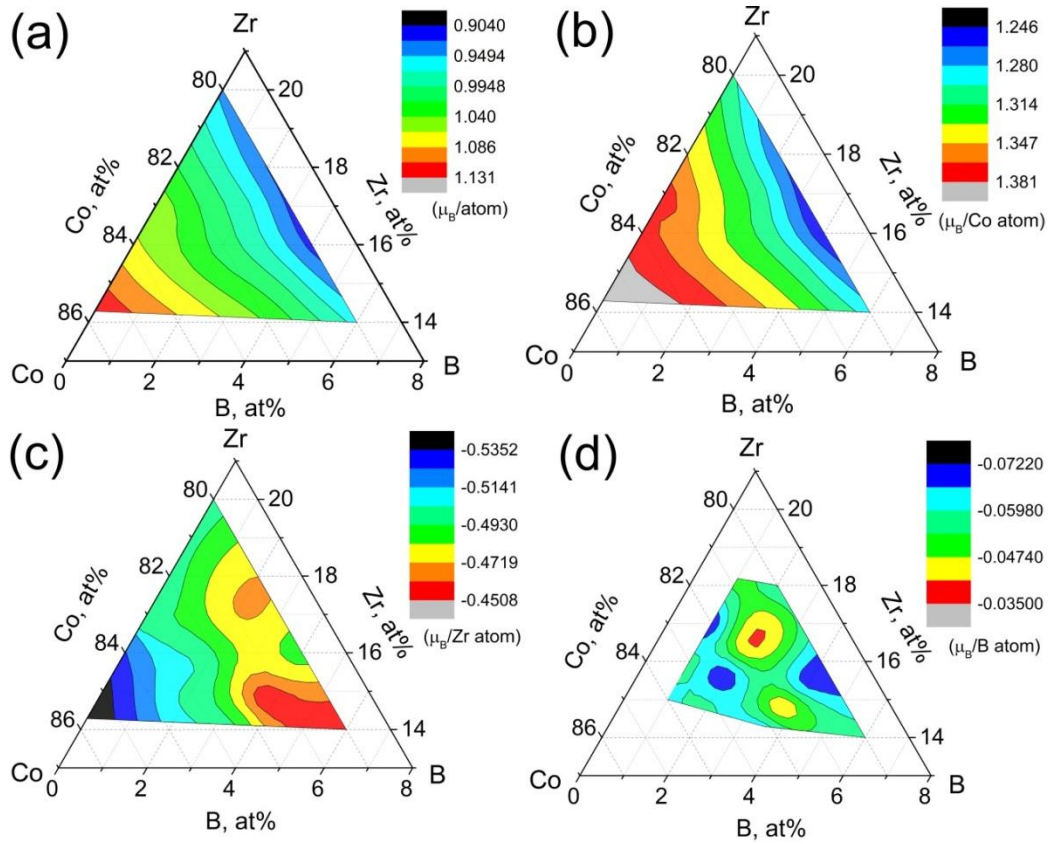 (a)
Zr
0.9040
0.9494
0.9948
1.040
1.086
1.131
(μB/atom)
80
82
84
86
Co, at%
20
18
16
14
Zr, at%
Co
B
0
2
4
6
8
B, at%
(b)
Zr
1.246
1.280
1.314
1.347
1.381
(μB/Co atom)
80
82
84
86
Co, at%
20
18
16
14
Zr, at%
Co
B
0
2
4
6
8
B, at%
(c)
Zr
-0.5352
-0.5141
-0.4930
-0.4719
-0.4508
(μB/Zr atom)
80
82
84
86
Co, at%
20
18
16
14
Zr, at%
Co
B
0
2
4
6
8
B, at%
(d)
Zr
-0.07220
-0.05980
-0.04740
-0.03500
(μB/B atom)
80
82
84
86
Co, at%
20
18
16
14
Zr, at%
Co
B
0
2
4
6
8
B, at%